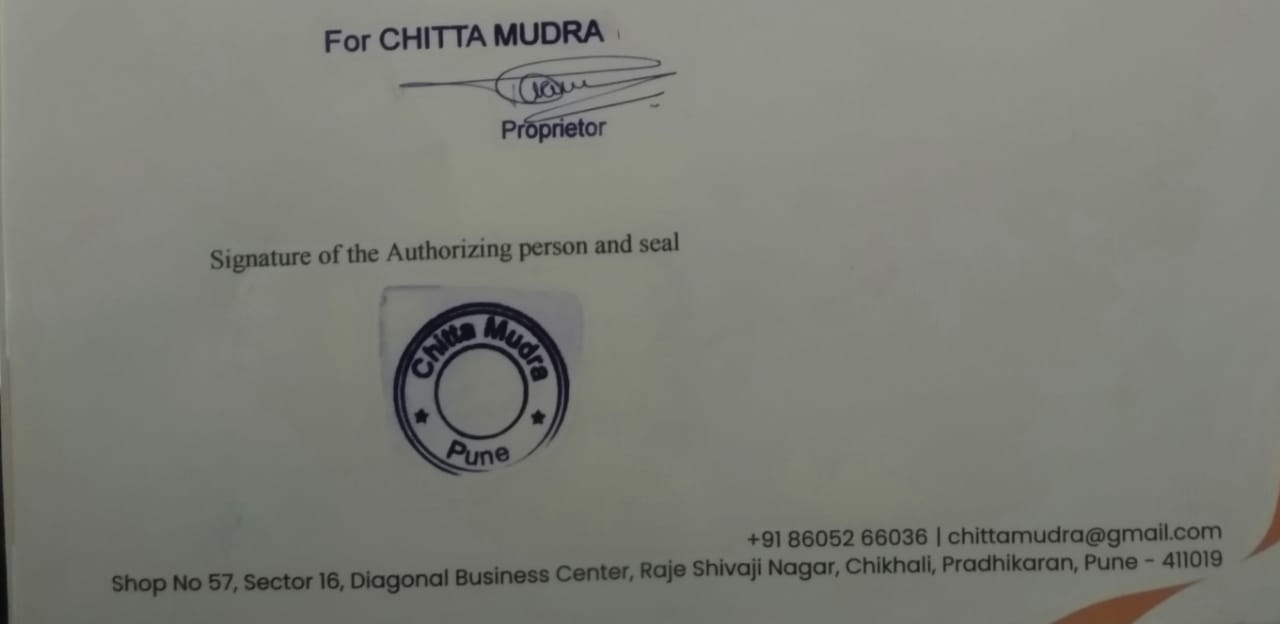 For CHITTA MUDRA
Proprietor
Signature of the Authorizing person and seal
Chitta Mudra
Pune
+91 86052 66036 | chittamudra@gmail.com
Shop No 57, Sector 16, Diagonal Business Center, Raje Shivaji Nagar, Chikhali, Pradhikaran, Pune - 411019